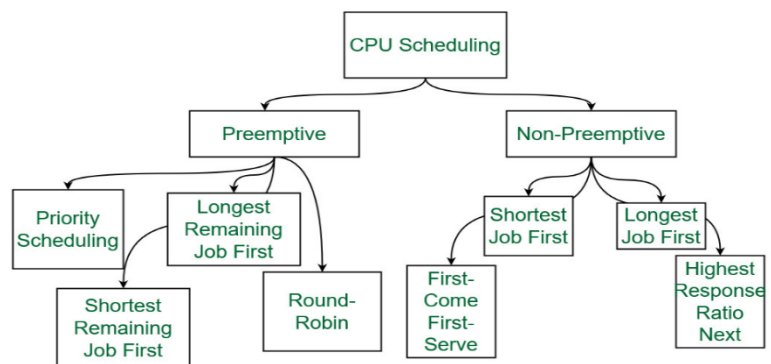 CPU Scheduling
Preemptive
Non-Preemptive
Priority
Scheduling
Longest
Remaining
Job First
Shortest
Remaining
Job First
Round-
Robin
Shortest
Job First
Longest
Job First
First-
Come
First-
Serve
Highest
Response
Ratio
Next